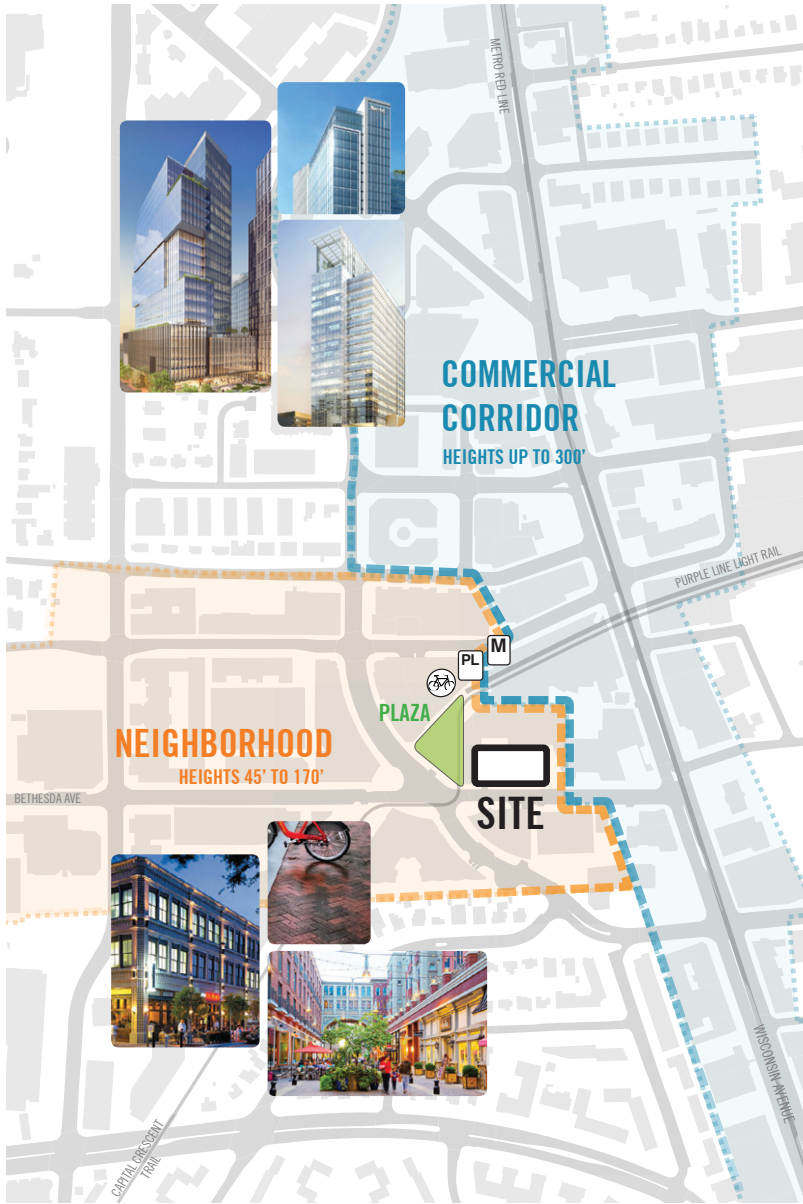 METRO RED LINE
COMMERCIAL
CORRIDOR
HEIGHTS UP TO 300'
PURPLE LINE LIGHT RAIL
M
PL
PLAZA
NEIGHBORHOOD
HEIGHTS 45' TO 170'
BETHESDA AVE
SITE
WISCONSIN AVENUE
CAPITAL CRESCENT
TRAIL